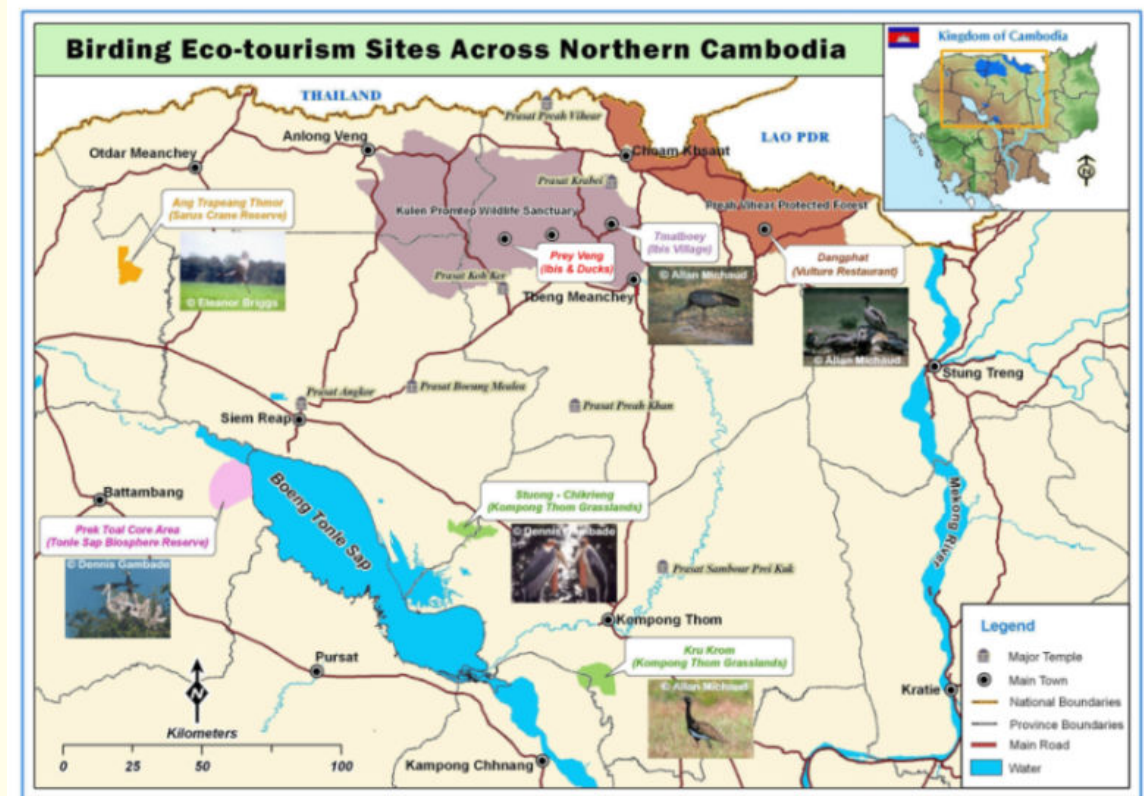 Birding Eco-tourism Sites Across Northern Cambodia
Kingdom of Cambodia
N
THAILAND
LAO PDR
Prasat Preah Vihear
Anlong Veng
Choam Khsant
Otdar Meanchey
Prasat Krabei
Ang Trapeang Thmor
(Sarus Crane Reserve)
Kulen Promtep Wildlife Sanctuary
Preah Vihear Protected Forest
Tmatboey
(Ibis Village)
Prey Veng
(Ibis & Ducks)
Dangphat
(Vulture Restaurant)
Prasat Koh Ker
© Allan Michaud
Tbeng Meanchey
© Eleanor Briggs
© Allan Michaud
Stung Treng
Prasat Angkor
Prasat Boeung Mealea
Prasat Preah Khan
Siem Reap
Boeng Tonle Sap
Battambang
Stuong - Chikrieng
(Kompong Thom Grasslands)
Mekong River
Prek Toal Core Area
(Tonle Sap Biosphere Reserve)
© Dennis Gambade
© Dennis Gambade
Prasat Sambour Prei Kuk
Kompong Thom
Kru Krom
(Kompong Thom Grasslands)
© Allan Michaud
Pursat
Kratie
Kampong Chhnang
N
Kilometers
0 25 50 100
Legend
Major Temple
Main Town
National Boundaries
Province Boundaries
Main Road
Water